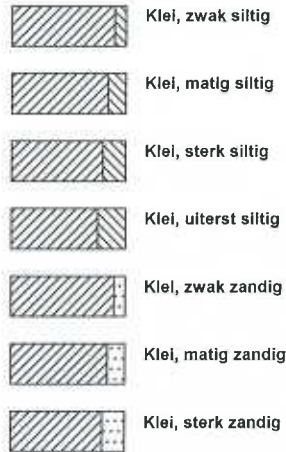 Klei, zwak siltig
Klei, matig siltig
Klei, sterk siltig
Klei, uiterst siltig
Klei, zwak zandig
Klei, matig zandig
Klei, sterk zandig